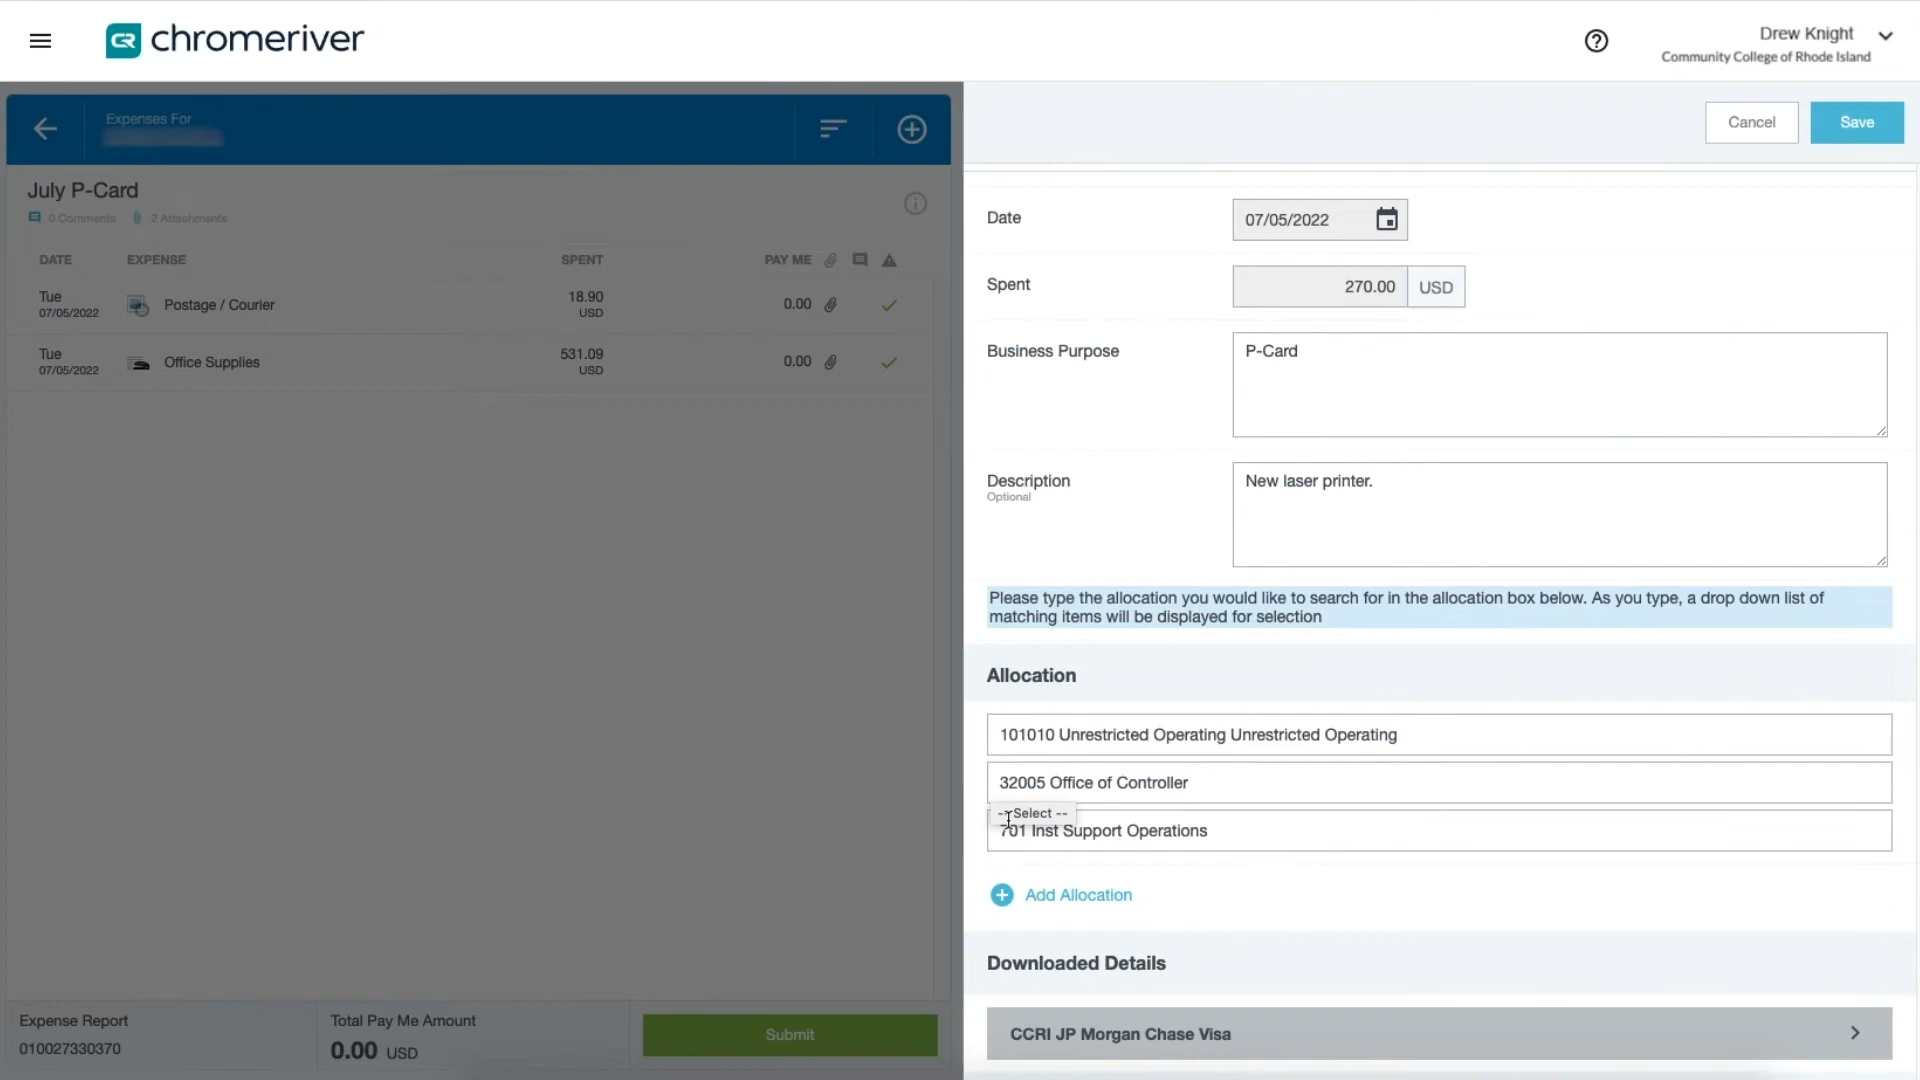 chromeriver
Drew Knight
Community College of Rhode Island
Expenses For
July P-Card
0 Comments 2 Attachments
DATE EXPENSE SPENT PAY ME
Tue
07/05/2022
Postage / Courier
18.90
USD
0.00
Tue
07/05/2022
Office Supplies
531.09
USD
0.00
Expense Report
010027330370
Total Pay Me Amount
0.00 USD
Submit
Cancel Save
Date 07/05/2022
Spent 270.00 USD
Business Purpose P-Card
Description
Optional
New laser printer.
Please type the allocation you would like to search for in the allocation box below. As you type, a drop down list of
matching items will be displayed for selection
Allocation
101010 Unrestricted Operating Unrestricted Operating
32005 Office of Controller
-- Select --
701 Inst Support Operations
Add Allocation
Downloaded Details
CCRI JP Morgan Chase Visa